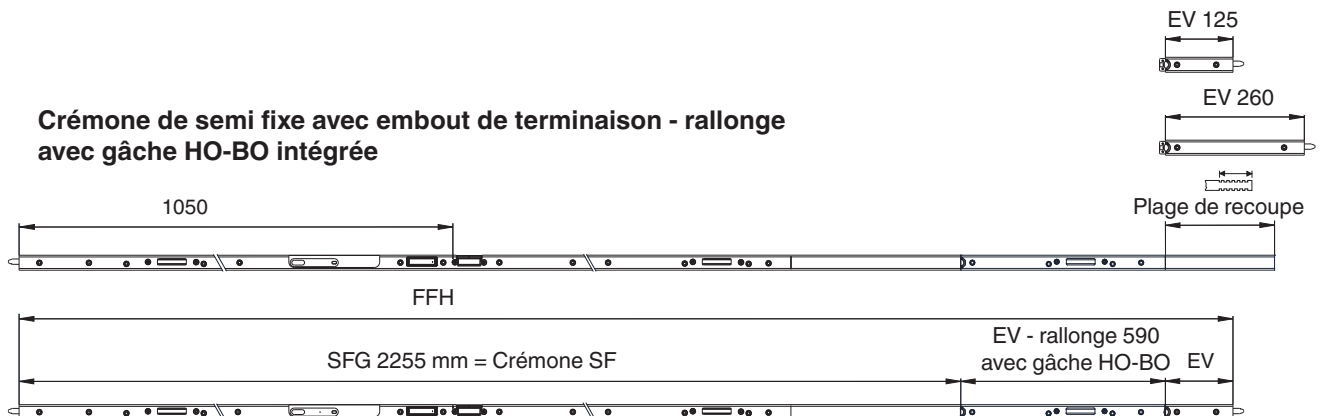 EV 125
EV 260
Crémone de semi fixe avec embout de terminaison - rallonge
avec gâche HO-BO intégrée
1050
Plage de recoupe
FFH
SFG 2255 mm = Crémone SF
EV - rallonge 590
avec gâche HO-BO
EV